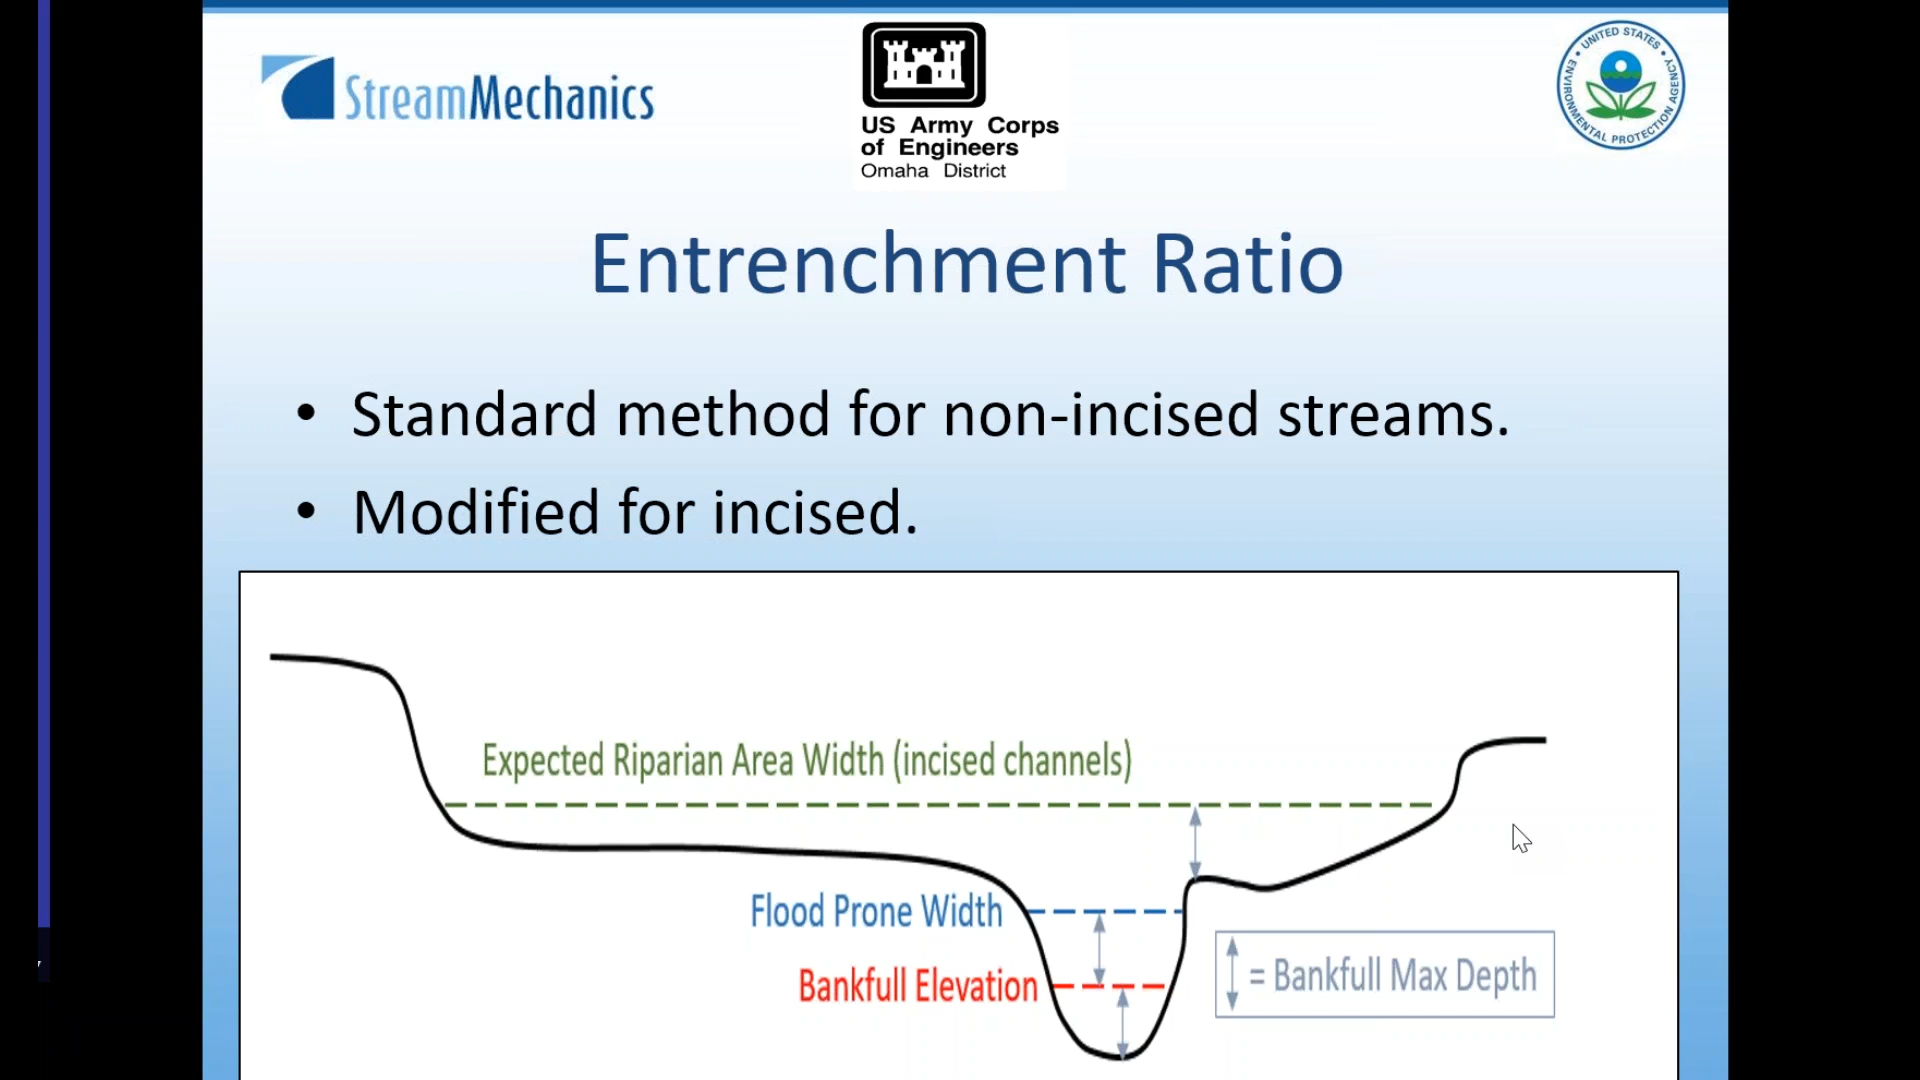 StreamMechanics
US Army Corps
of Engineers
Omaha District
UNITED STATES
ENVIRONMENTAL PROTECTION AGENCY
Entrenchment Ratio
• Standard method for non-incised streams.
• Modified for incised.
Expected Riparian Area Width (incised channels)
Flood Prone Width
Bankfull Elevation
= Bankfull Max Depth